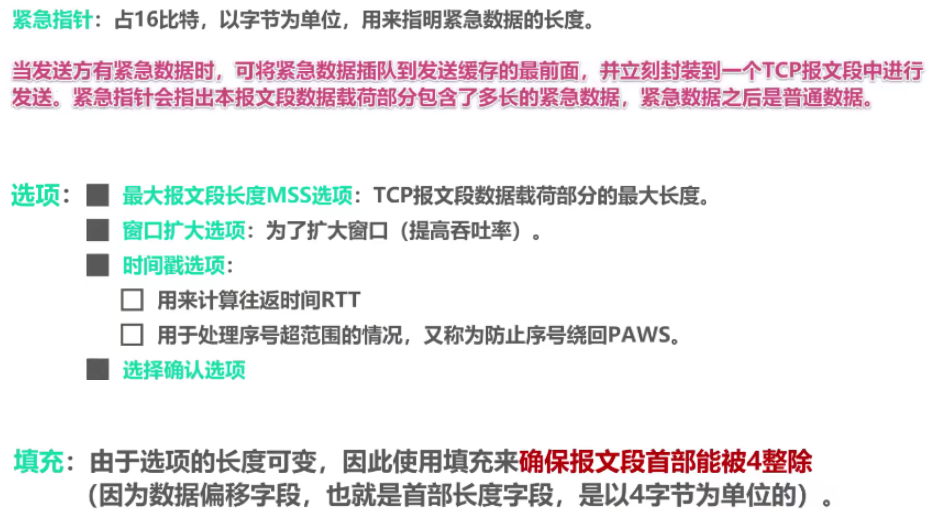 紧急指针：占16比特，以字节为单位，用来指明紧急数据的长度。
当发送方有紧急数据时，可将紧急数据插队到发送缓存的最前面，并立刻封装到一个TCP报文段中进行
发送。紧急指针会指出本报文段数据载荷部分包含了多长的紧急数据，紧急数据之后是普通数据。
选项：■ 最大报文段长度MSS选项：TCP报文段数据载荷部分的最大长度。
■ 窗口扩大选项：为了扩大窗口（提高吞吐率）。
■ 时间戳选项：
□ 用来计算往返时间RTT
□ 用于处理序号超范围的情况，又称为防止序号绕回PAWS。
■ 选择确认选项
填充：由于选项的长度可变，因此使用填充来确保报文段首部能被4整除
（因为数据偏移字段，也就是首部长度字段，是以4字节为单位的）。